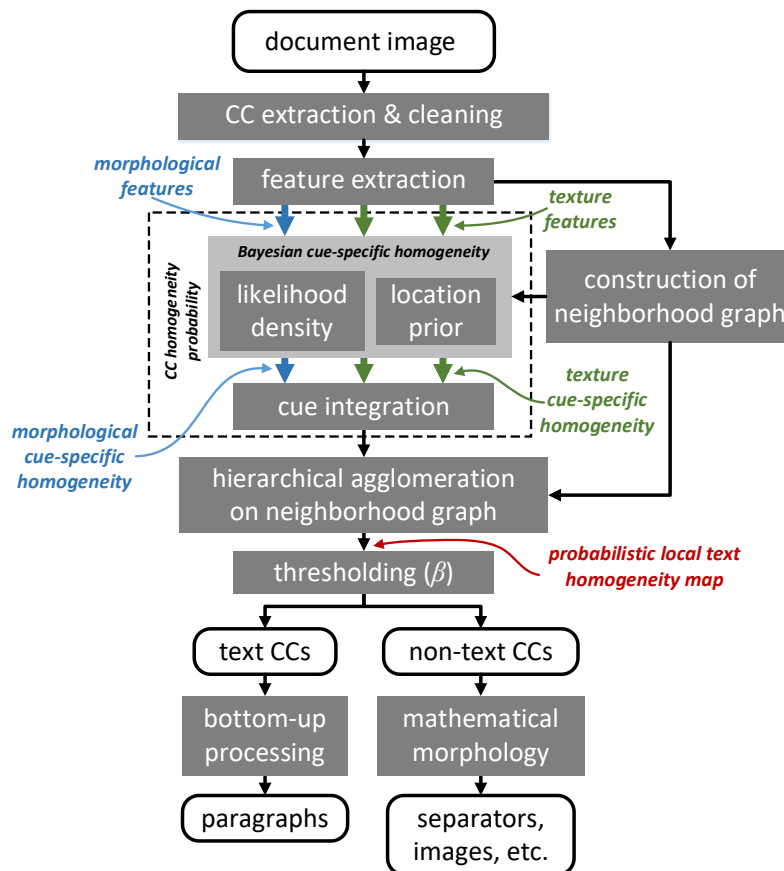 document image
CC extraction & cleaning
morphological
features
feature extraction
texture
features
Bayesian cue-specific homogeneity
CC homogeneity
probability
likelihood
density
location
prior
construction of
neighborhood graph
cue integration
texture
cue-specific
homogeneity
morphological
cue-specific
homogeneity
hierarchical agglomeration
on neighborhood graph
probabilistic local text
homogeneity map
thresholding (β)
text CCs
non-text CCs
bottom-up
processing
mathematical
morphology
paragraphs
separators,
images, etc.